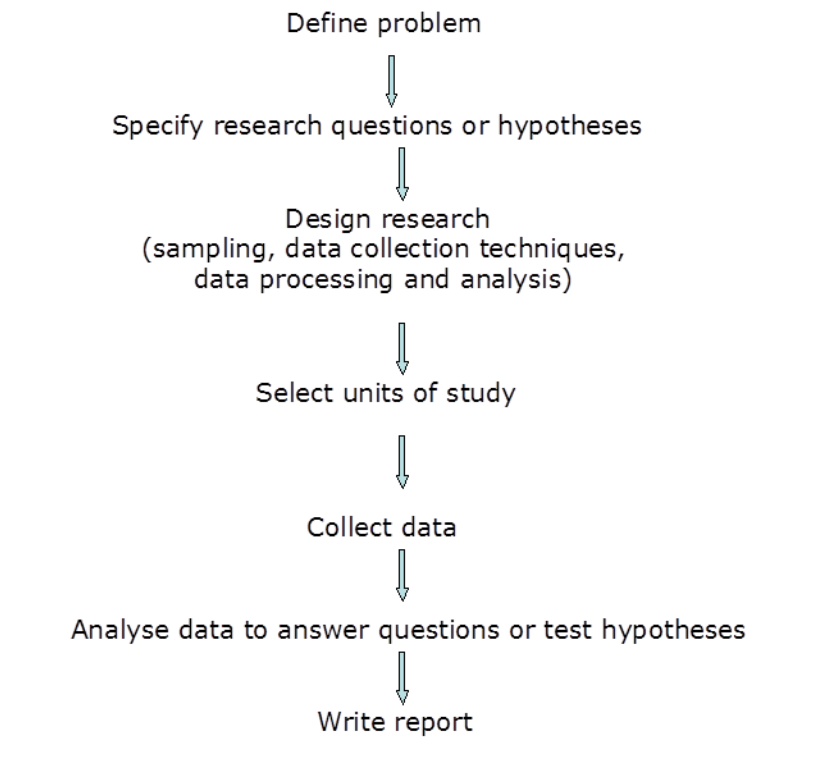 Define problem
Specify research questions or hypotheses
Design research
(sampling, data collection techniques,
data processing and analysis)
Select units of study
Collect data
Analyse data to answer questions or test hypotheses
Write report